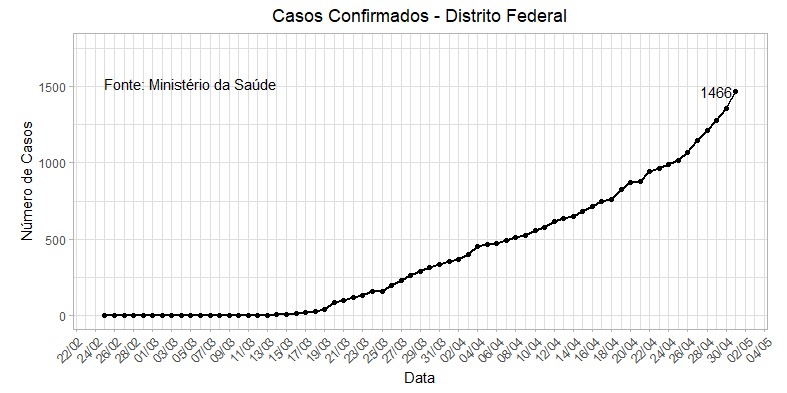 Casos Confirmados - Distrito Federal
Fonte: Ministério da Saúde
1466
Número de Casos
1500
1000
500
0
22/02 24/02 26/02 28/02 01/03 03/03 05/03 07/03 09/03 11/03 13/03 15/03 17/03 19/03 21/03 23/03 25/03 27/03 29/03 31/03 02/04 04/04 06/04 08/04 10/04 12/04 14/04 16/04 18/04 20/04 22/04 24/04 26/04 28/04 30/04 02/05 04/05
Data